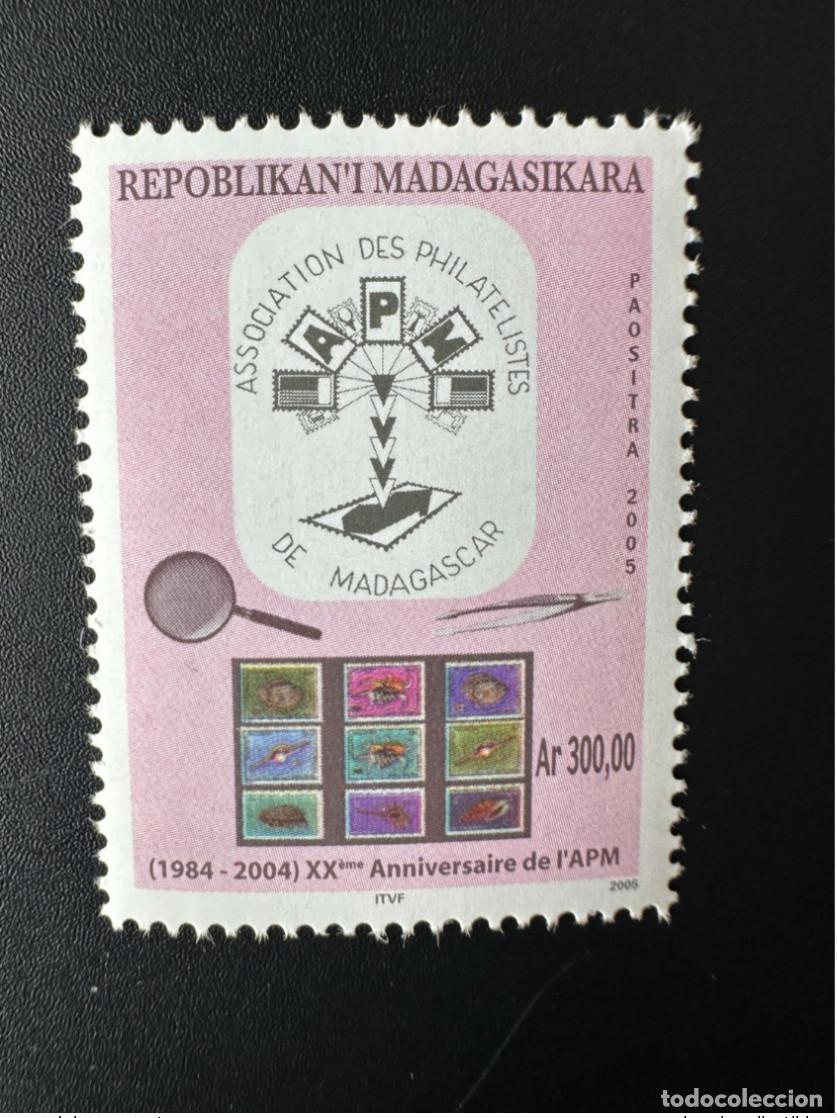 REPOBLIKAN'I MADAGASIKARA
ASSOCIATION DES PHILATELISTES
APM
DE MADAGASCAR
PAOSITRA 2005
Ar 300,00
(1984 - 2004) XXème Anniversaire de l'APM
ITVF
2005
todocoleccion